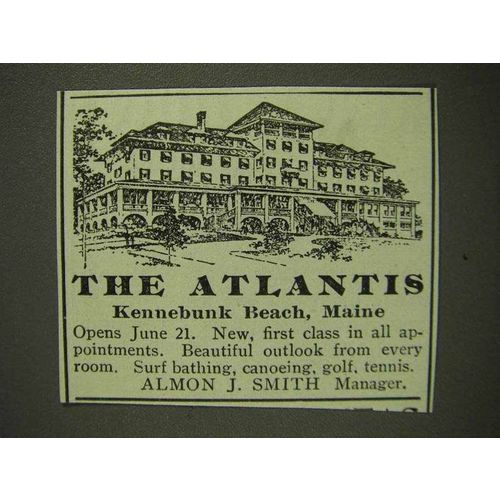 THE ATLANTIS
Kennebunk Beach, Maine
Opens June 21. New, first class in all ap-
pointments. Beautiful outlook from every
room. Surf bathing, canoeing, golf, tennis.
ALMON J. SMITH Manager.